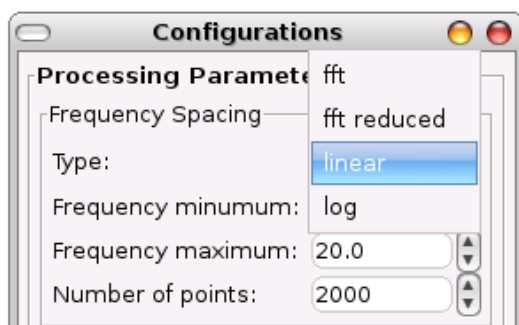 Configurations
Processing Paramete
fft
Frequency Spacing
fft reduced
Type:
linear
Frequency minumum:
log
Frequency maximum: 20.0
Number of points: 2000